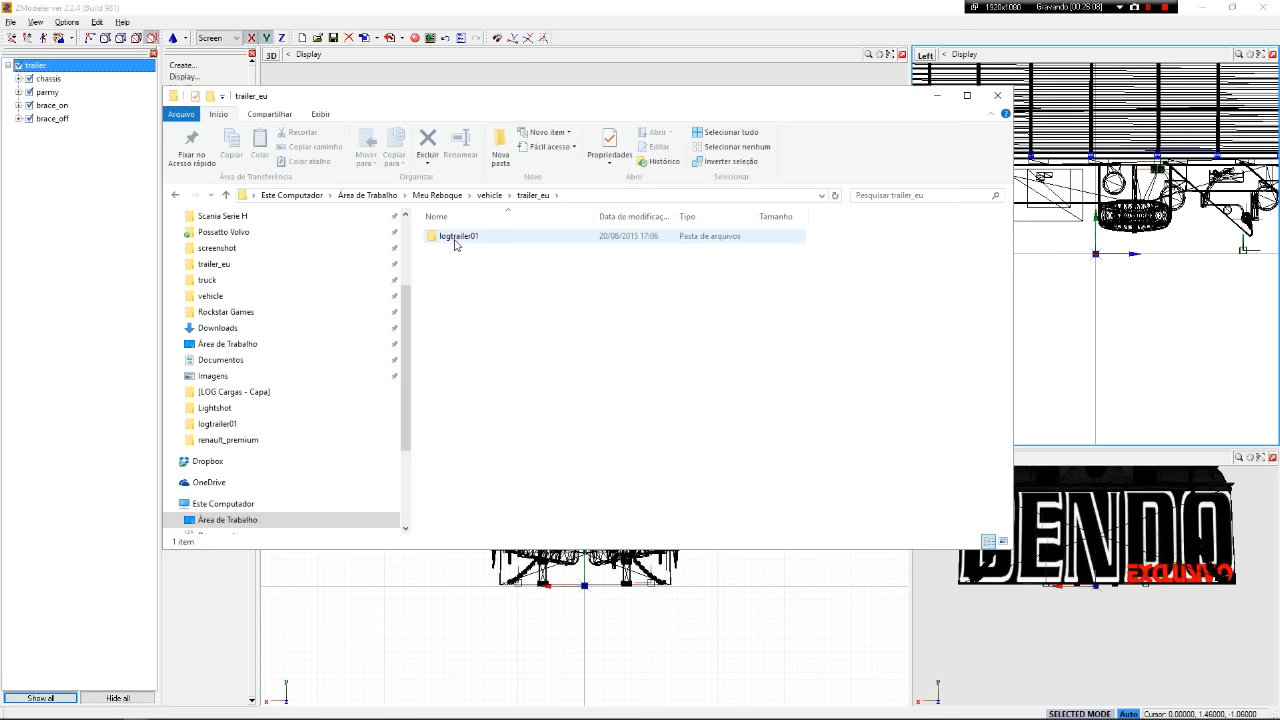 ZModeler ver 2.2.4 (Build 981)
1920x1080 Gravando [00:26:08]
File View Options Edit Help
Screen X Y Z
trailer
chassis
parmy
brace_on
brace_off
Show all Hide all
Create...
Display...
3D < Display
Left < Display
trailer_eu
Arquivo Início Compartilhar Exibir
Fixar no Acesso rápido
Copiar
Colar
Recortar
Copiar caminho
Colar atalho
Área de Transferência
Mover para
Copiar para
Excluir
Renomear
Organizar
Nova pasta
Novo item
Fácil acesso
Novo
Propriedades
Abrir
Editar
Histórico
Abrir
Selecionar tudo
Selecionar nenhum
Inverter seleção
Selecionar
Este Computador > Área de Trabalho > Meu Reboque > vehicle > trailer_eu >
Pesquisar trailer_eu
Nome Data de modificaç... Tipo Tamanho
logtrailer01 20/08/2015 17:06 Pasta de arquivos
Scania Serie H
Possatto Volvo
screenshot
trailer_eu
truck
vehicle
Rockstar Games
Downloads
Área de Trabalho
Documentos
Imagens
[LOG Cargas - Capa]
Lightshot
logtrailer01
renault_premium
Dropbox
OneDrive
Este Computador
Área de Trabalho
1 item
BENDO
EXCLUSIVO
SELECTED MODE Auto Cursor: 0.00000, 1.46000, -1.06000